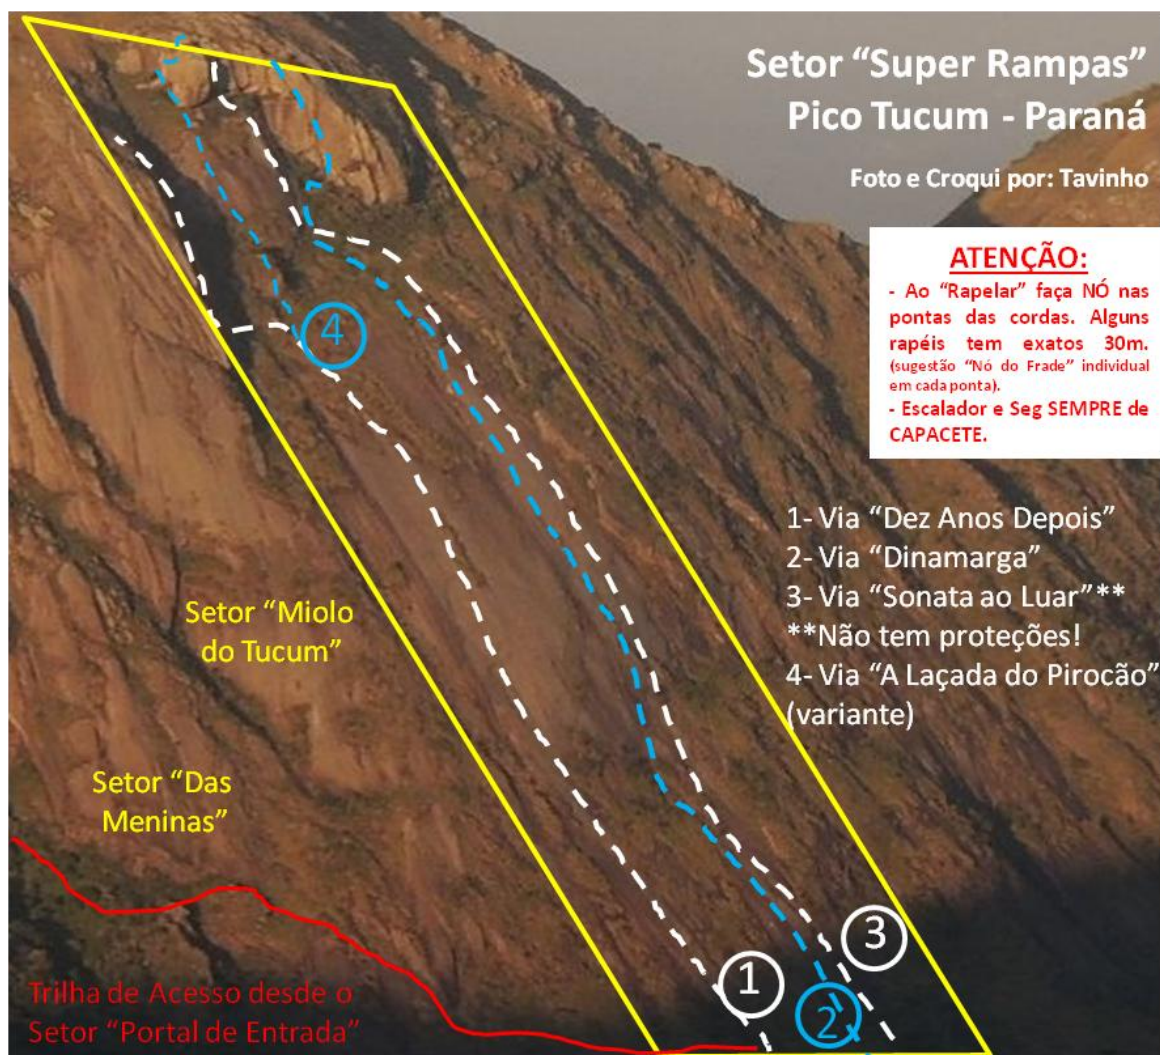 Setor “Super Rampas”
Pico Tucum - Paraná
Foto e Croqui por: Tavinho
ATENÇÃO:
- Ao “Rapelar” faça NÓ nas
pontas das cordas. Alguns
rapéis tem exatos 30m.
(sugestão “Nó do Frade” individual
em cada ponta).
- Escalador e Seg SEMPRE de
CAPACETE.
4
1- Via “Dez Anos Depois”
2- Via “Dinamarga”
3- Via “Sonata ao Luar”**
**Não tem proteções!
4- Via “A Laçada do Pirocão”
(variante)
Setor “Miolo
do Tucum”
Setor “Das
Meninas”
Trilha de Acesso desde o
Setor “Portal de Entrada”
1
2
3